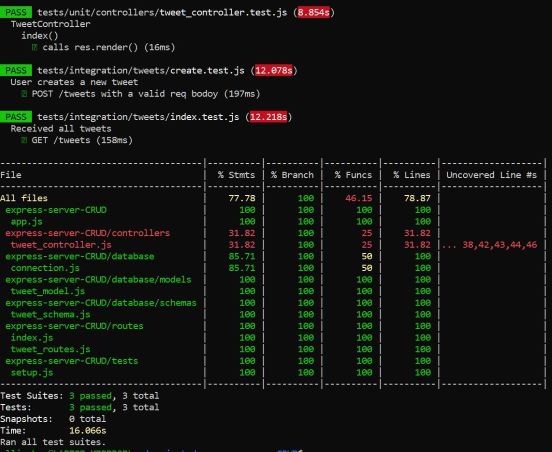 PASS tests/unit/controllers/tweet_controller.test.js (8.854s)
TweetController
index()
calls res.render() (16ms)
PASS tests/integration/tweets/create.test.js (12.078s)
User creates a new tweet
POST /tweets with a valid req bodoy (197ms)
PASS tests/integration/tweets/index.test.js (12.218s)
Received all tweets
GET /tweets (158ms)
File | % Stmts | % Branch | % Funcs | % Lines | Uncovered Line #s |
All files | 77.78 | 100 | 46.15 | 78.87 | |
express-server-CRUD | 100 | 100 | 100 | 100 | |
app.js | 100 | 100 | 100 | 100 | |
express-server-CRUD/controllers | 31.82 | 100 | 25 | 31.82 | |
tweet_controller.js | 31.82 | 100 | 25 | 31.82 | ... 38,42,43,44,46 |
express-server-CRUD/database | 85.71 | 100 | 50 | 100 | |
connection.js | 85.71 | 100 | 50 | 100 | |
express-server-CRUD/database/models | 100 | 100 | 100 | 100 | |
tweet_model.js | 100 | 100 | 100 | 100 | |
express-server-CRUD/database/schemas | 100 | 100 | 100 | 100 | |
tweet_schema.js | 100 | 100 | 100 | 100 | |
express-server-CRUD/routes | 100 | 100 | 100 | 100 | |
index.js | 100 | 100 | 100 | 100 | |
tweet_routes.js | 100 | 100 | 100 | 100 | |
express-server-CRUD/tests | 100 | 100 | 100 | 100 | |
setup.js | 100 | 100 | 100 | 100 | |
Test Suites: 3 passed, 3 total
Tests: 3 passed, 3 total
Snapshots: 0 total
Time: 16.066s
Ran all test suites.